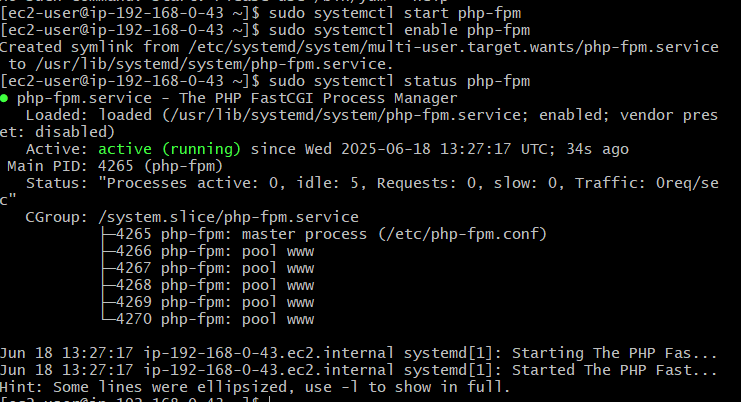 [ec2-user@ip-192-168-0-43 ~]$ sudo systemctl start php-fpm
[ec2-user@ip-192-168-0-43 ~]$ sudo systemctl enable php-fpm
Created symlink from /etc/systemd/system/multi-user.target.wants/php-fpm.service
 to /usr/lib/systemd/system/php-fpm.service.
[ec2-user@ip-192-168-0-43 ~]$ sudo systemctl status php-fpm
● php-fpm.service - The PHP FastCGI Process Manager
   Loaded: loaded (/usr/lib/systemd/system/php-fpm.service; enabled; vendor pres
et: disabled)
   Active: active (running) since Wed 2025-06-18 13:27:17 UTC; 34s ago
 Main PID: 4265 (php-fpm)
   Status: "Processes active: 0, idle: 5, Requests: 0, slow: 0, Traffic: 0req/se
c"
   CGroup: /system.slice/php-fpm.service
           ├─4265 php-fpm: master process (/etc/php-fpm.conf)
           ├─4266 php-fpm: pool www
           ├─4267 php-fpm: pool www
           ├─4268 php-fpm: pool www
           ├─4269 php-fpm: pool www
           └─4270 php-fpm: pool www

Jun 18 13:27:17 ip-192-168-0-43.ec2.internal systemd[1]: Starting The PHP Fas...
Jun 18 13:27:17 ip-192-168-0-43.ec2.internal systemd[1]: Started The PHP Fast...
Hint: Some lines were ellipsized, use -l to show in full.
[ec2-user@ip-192-168-0-43 ~]$